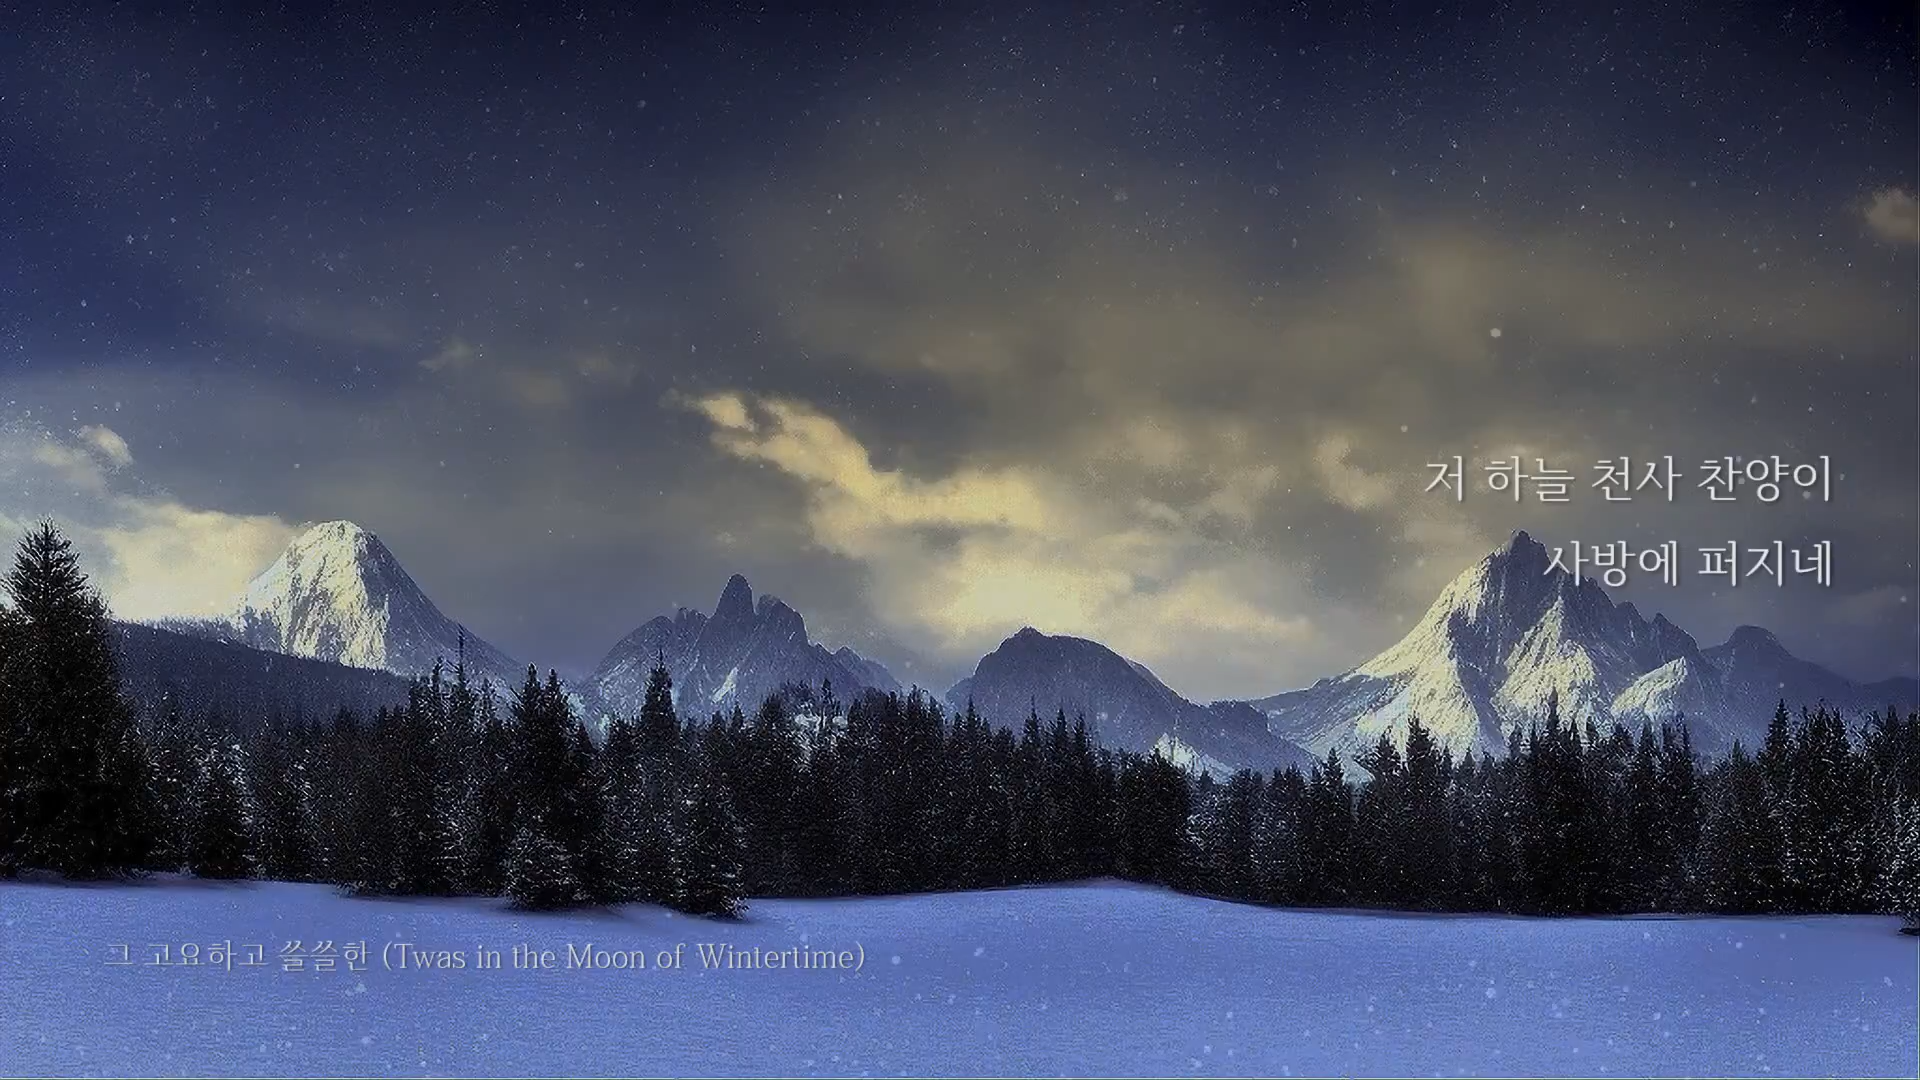 저 하늘 천사 찬양이
사방에 퍼지네
그 고요하고 쓸쓸한 (Twas in the Moon of Wintertime)